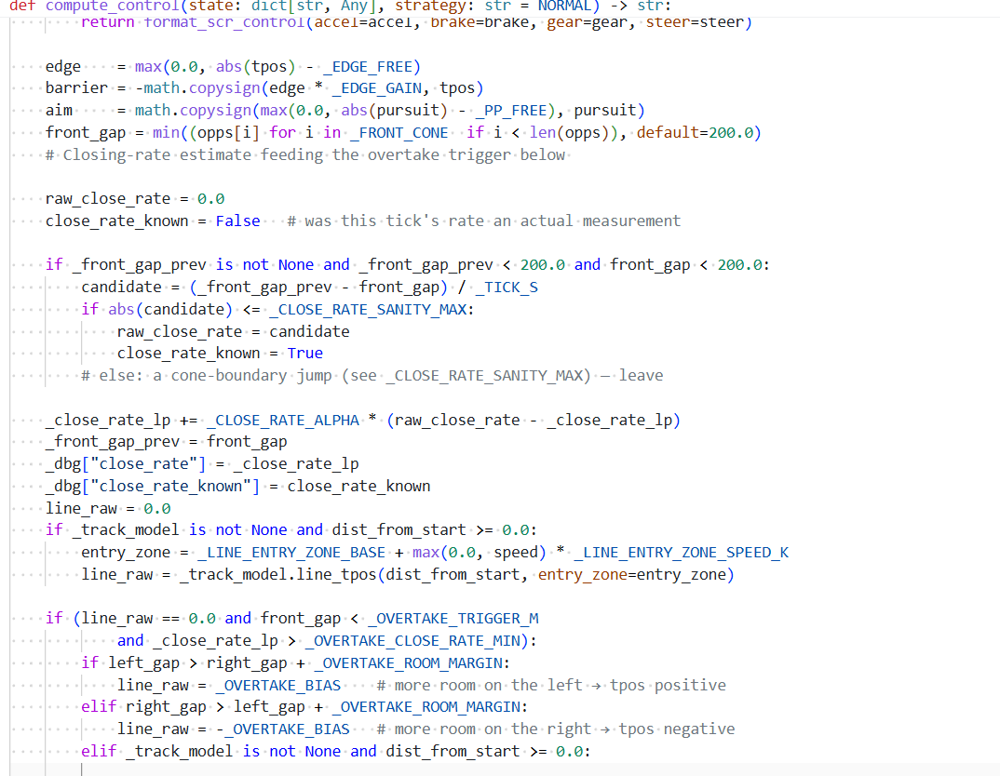 def compute_control(state: dict[str, Any], strategy: str = NORMAL) -> str:
        return format_scr_control(accel=accel, brake=brake, gear=gear, steer=steer)

    edge    = max(0.0, abs(tpos) - _EDGE_FREE)
    barrier = -math.copysign(edge * _EDGE_GAIN, tpos)
    aim     = math.copysign(max(0.0, abs(pursuit) - _PP_FREE), pursuit)
    front_gap = min((opps[i] for i in _FRONT_CONE  if i < len(opps)), default=200.0)
    # Closing-rate estimate feeding the overtake trigger below

    raw_close_rate = 0.0
    close_rate_known = False   # was this tick's rate an actual measurement

    if _front_gap_prev is not None and _front_gap_prev < 200.0 and front_gap < 200.0:
        candidate = (_front_gap_prev - front_gap) / _TICK_S
        if abs(candidate) <= _CLOSE_RATE_SANITY_MAX:
            raw_close_rate = candidate
            close_rate_known = True
        # else: a cone-boundary jump (see _CLOSE_RATE_SANITY_MAX) — leave

    _close_rate_lp += _CLOSE_RATE_ALPHA * (raw_close_rate - _close_rate_lp)
    _front_gap_prev = front_gap
    _dbg["close_rate"] = _close_rate_lp
    _dbg["close_rate_known"] = close_rate_known
    line_raw = 0.0
    if _track_model is not None and dist_from_start >= 0.0:
        entry_zone = _LINE_ENTRY_ZONE_BASE + max(0.0, speed) * _LINE_ENTRY_ZONE_SPEED_K
        line_raw = _track_model.line_tpos(dist_from_start, entry_zone=entry_zone)

    if (line_raw == 0.0 and front_gap < _OVERTAKE_TRIGGER_M
            and _close_rate_lp > _OVERTAKE_CLOSE_RATE_MIN):
        if left_gap > right_gap + _OVERTAKE_ROOM_MARGIN:
            line_raw = _OVERTAKE_BIAS    # more room on the left → tpos positive
        elif right_gap > left_gap + _OVERTAKE_ROOM_MARGIN:
            line_raw = -_OVERTAKE_BIAS   # more room on the right → tpos negative
        elif _track_model is not None and dist_from_start >= 0.0: